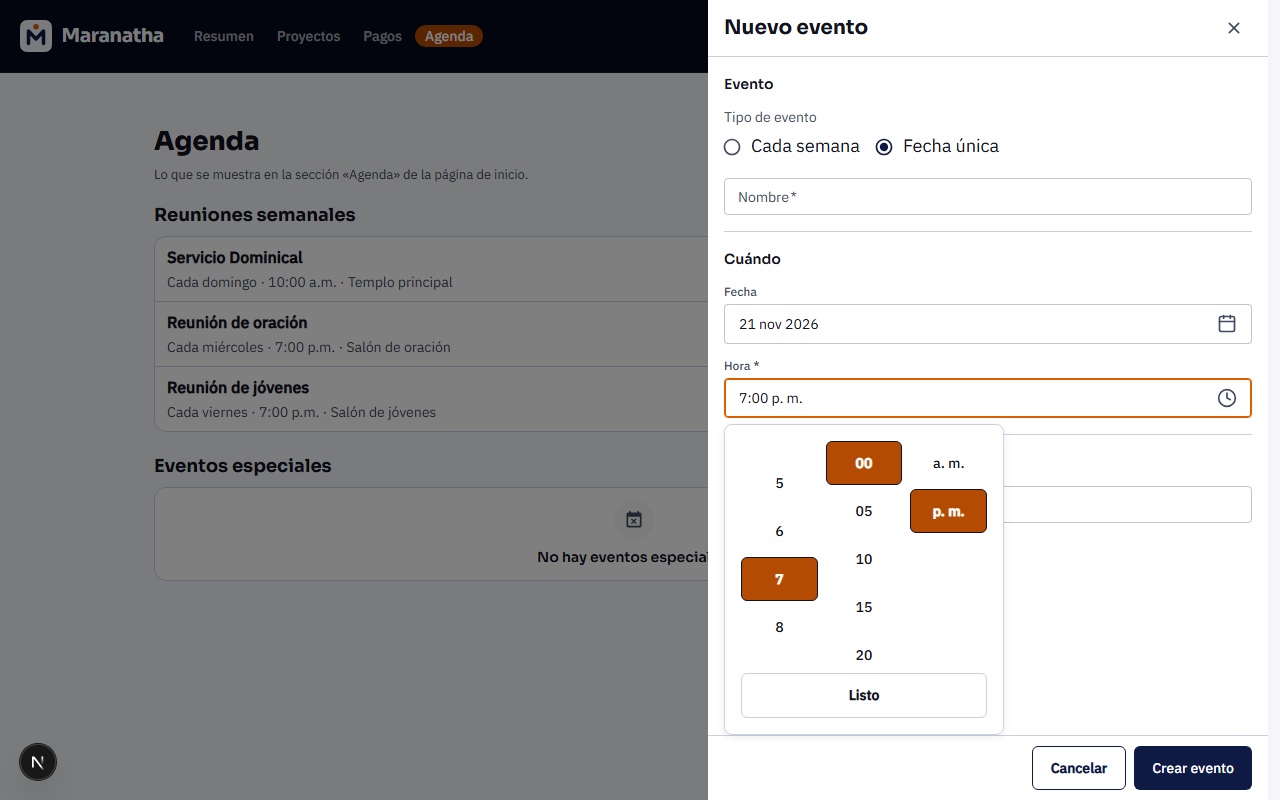 Maranatha
Resumen
Proyectos
Pagos
Agenda
Agenda
Lo que se muestra en la sección «Agenda» de la página de inicio.
Reuniones semanales
Servicio Dominical
Cada domingo · 10:00 a.m. · Templo principal
Reunión de oración
Cada miércoles · 7:00 p.m. · Salón de oración
Reunión de jóvenes
Cada viernes · 7:00 p.m. · Salón de jóvenes
Eventos especiales
No hay eventos especia
N
Nuevo evento
Evento
Tipo de evento
Cada semana
Fecha única
Nombre*
Cuándo
Fecha
21 nov 2026
Hora *
7:00 p. m.
5
6
7
8
00
05
10
15
20
a. m.
p. m.
Listo
Cancelar
Crear evento